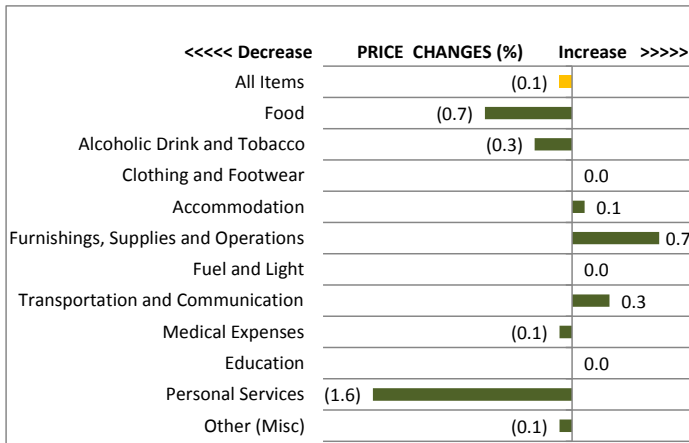 <<<<< Decrease PRICE CHANGES (%) Increase >>>>>
All Items (0.1)
Food (0.7)
Alcoholic Drink and Tobacco (0.3)
Clothing and Footwear 0.0
Accommodation 0.1
Furnishings, Supplies and Operations 0.7
Fuel and Light 0.0
Transportation and Communication 0.3
Medical Expenses (0.1)
Education 0.0
Personal Services (1.6)
Other (Misc) (0.1)